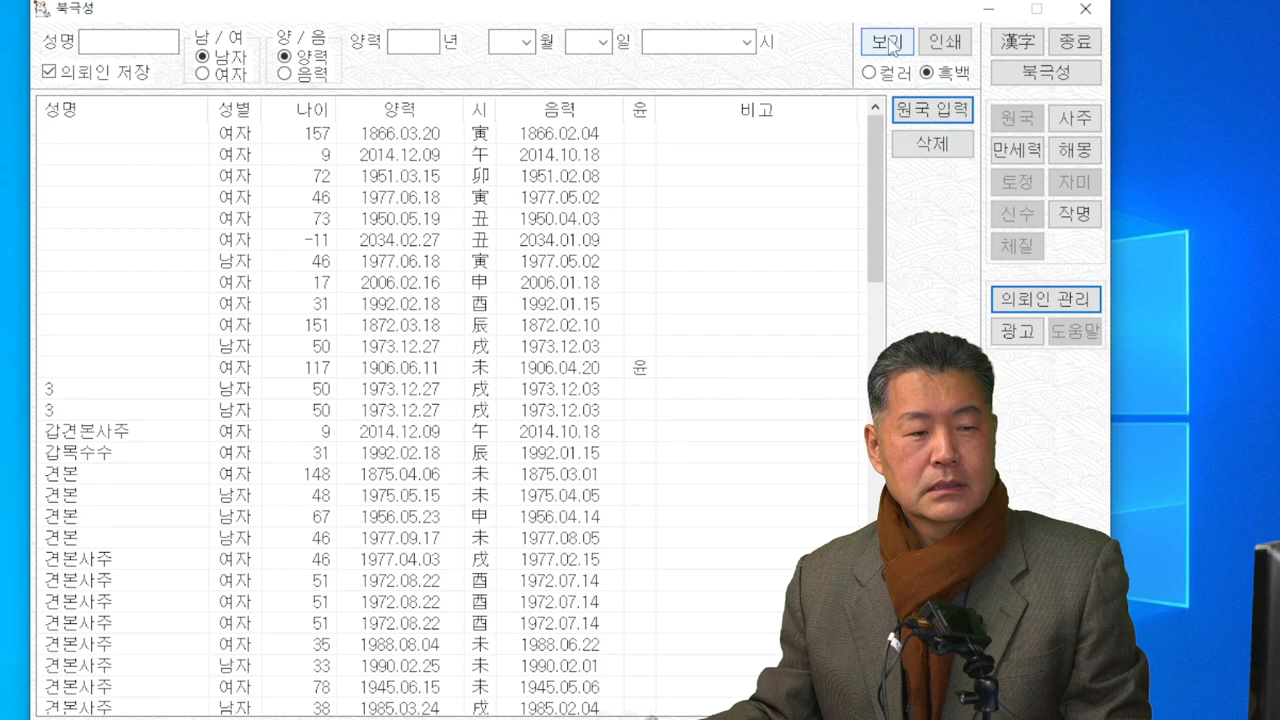 북극성
성명 남 / 여 양 / 음 양력 년 월 일 시 보기 인쇄 漢字 종료
의뢰인 저장 남자 여자 양력 음력 컬러 흑백 북극성
성명 성별 나이 양력 시 음력 윤 비고
여자 157 1866.03.20 寅 1866.02.04
여자 9 2014.12.09 午 2014.10.18
여자 72 1951.03.15 卯 1951.02.08
여자 46 1977.06.18 寅 1977.05.02
여자 73 1950.05.19 丑 1950.04.03
여자 -11 2034.02.27 丑 2034.01.09
남자 46 1977.06.18 寅 1977.05.02
여자 17 2006.02.16 申 2006.01.18
여자 31 1992.02.18 酉 1992.01.15
여자 151 1872.03.18 辰 1872.02.10
남자 50 1973.12.27 戌 1973.12.03
여자 117 1906.06.11 未 1906.04.20 윤
3 남자 50 1973.12.27 戌 1973.12.03
3 남자 50 1973.12.27 戌 1973.12.03
갑견본사주 여자 9 2014.12.09 午 2014.10.18
갑목수수 여자 31 1992.02.18 辰 1992.01.15
견본 여자 148 1875.04.06 未 1875.03.01
견본 남자 48 1975.05.15 未 1975.04.05
견본 남자 67 1956.05.23 申 1956.04.14
견본 남자 46 1977.09.17 未 1977.08.05
견본사주 여자 46 1977.04.03 戌 1977.02.15
견본사주 여자 51 1972.08.22 酉 1972.07.14
견본사주 여자 51 1972.08.22 酉 1972.07.14
견본사주 여자 51 1972.08.22 酉 1972.07.14
견본사주 여자 35 1988.08.04 未 1988.06.22
견본사주 남자 33 1990.02.25 未 1990.02.01
견본사주 여자 78 1945.06.15 未 1945.05.06
견본사주 남자 38 1985.03.24 戌 1985.02.04
원국 입력
삭제
원국 사주
만세력 해몽
토정 자미
신수 작명
체질
의뢰인 관리
광고 도움말